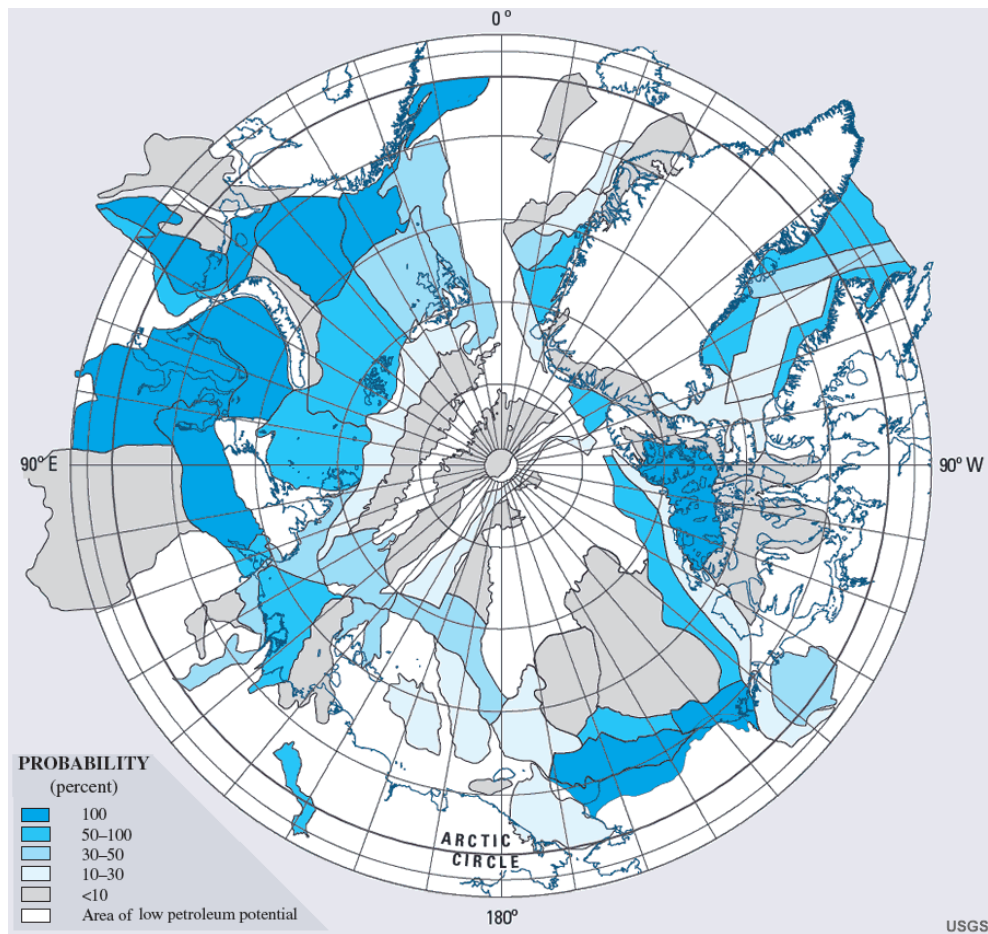 0°
90° E
90° W
PROBABILITY
(percent)
100
50–100
30–50
10–30
<10
Area of low petroleum potential
ARCTIC
CIRCLE
180°
USGS